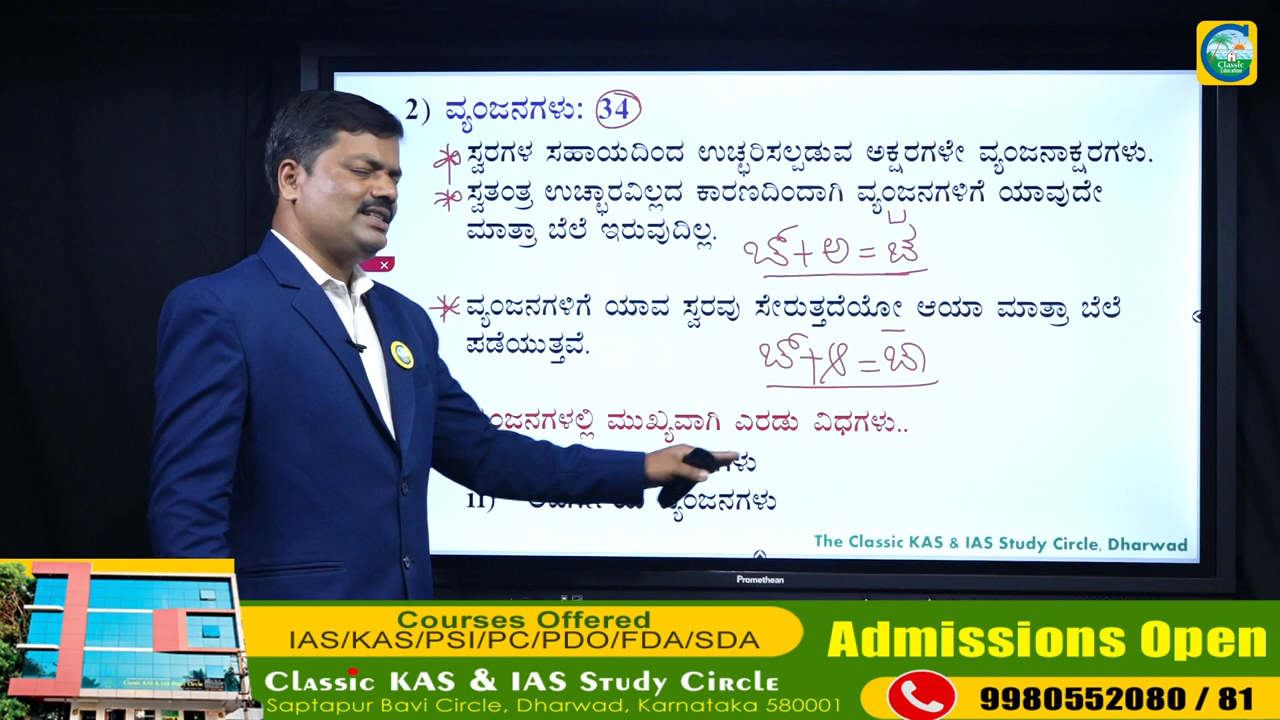 Classic
Education
2) ವ್ಯಂಜನಗಳು: 34
ಸ್ವರಗಳ ಸಹಾಯದಿಂದ ಉಚ್ಛರಿಸಲ್ಪಡುವ ಅಕ್ಷರಗಳೇ ವ್ಯಂಜನಾಕ್ಷರಗಳು.
ಸ್ವತಂತ್ರ ಉಚ್ಛಾರವಿಲ್ಲದ ಕಾರಣದಿಂದಾಗಿ ವ್ಯಂಜನಗಳಿಗೆ ಯಾವುದೇ
ಮಾತ್ರಾ ಬೆಲೆ ಇರುವುದಿಲ್ಲ.
ಚ್ + ಅ = ಚ
ವ್ಯಂಜನಗಳಿಗೆ ಯಾವ ಸ್ವರವು ಸೇರುತ್ತದೆಯೋ ಆಯಾ ಮಾತ್ರಾ ಬೆಲೆ
ಪಡೆಯುತ್ತವೆ.
ಚ್ + ಆ = ಚಾ
ಮುಖ್ಯವಾಗಿ ಎರಡು ವಿಧಗಳು..
ii) ವ್ಯಂಜನಗಳು
The Classic KAS & IAS Study Circle, Dharwad
Promethean
Courses Offered
IAS/KAS/PSI/PC/PDO/FDA/SDA
Classic KAS & IAS Study Circle
Saptapur Bavi Circle, Dharwad, Karnataka 580001
Admissions Open
9980552080 / 81